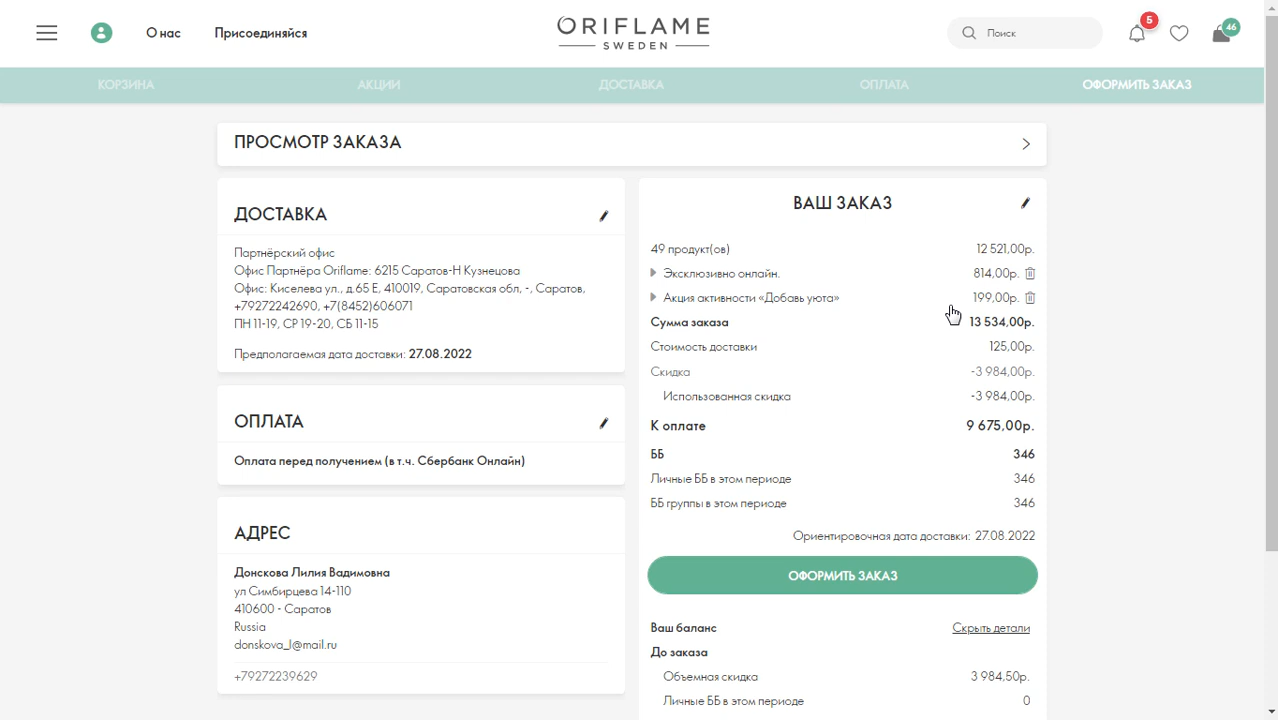 О нас
Присоединяйся
ORIFLAME
SWEDEN
Поиск
5
46
КОРЗИНА
АКЦИИ
ДОСТАВКА
ОПЛАТА
ОФОРМИТЬ ЗАКАЗ
ПРОСМОТР ЗАКАЗА
ДОСТАВКА
Партнёрский офис
Офис Партнёра Oriflame: 6215 Саратов-Н Кузнецова
Офис: Киселева ул., д.65 Е, 410019, Саратовская обл, -, Саратов,
+79272242690, +7(8452)606071
ПН 11-19, СР 19-20, СБ 11-15
Предполагаемая дата доставки: 27.08.2022
ОПЛАТА
Оплата перед получением (в т.ч. Сбербанк Онлайн)
АДРЕС
Донскова Лилия Вадимовна
ул Симбирцева 14-110
410600 - Саратов
Russia
donskova_l@mail.ru
+79272239629
ВАШ ЗАКАЗ
49 продукт(ов) 12 521,00р.
Эксклюзивно онлайн. 814,00р.
Акция активности «Добавь уюта» 199,00р.
Сумма заказа 13 534,00р.
Стоимость доставки 125,00р.
Скидка -3 984,00р.
Использованная скидка -3 984,00р.
К оплате 9 675,00р.
ББ 346
Личные ББ в этом периоде 346
ББ группы в этом периоде 346
Ориентировочная дата доставки: 27.08.2022
ОФОРМИТЬ ЗАКАЗ
Ваш баланс Скрыть детали
До заказа
Объемная скидка 3 984,50р.
Личные ББ в этом периоде 0